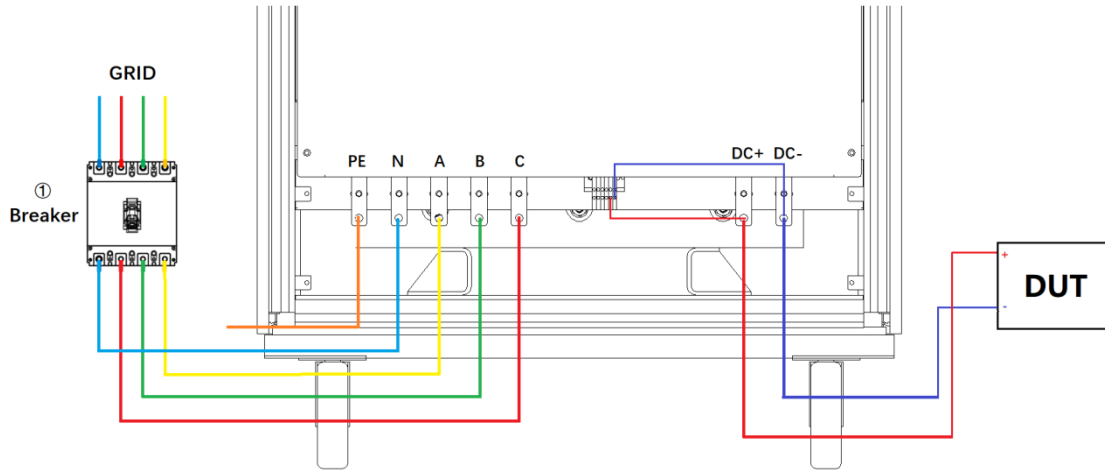 GRID
①
Breaker
PE N A B C
DC+ DC-
+
DUT
-